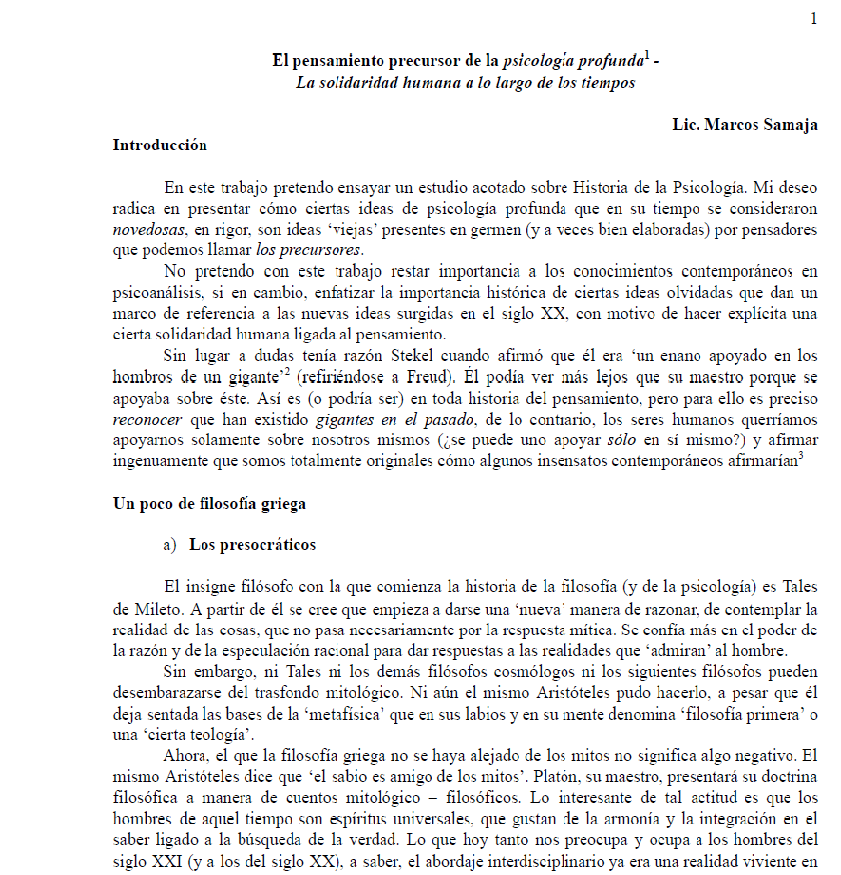 1
El pensamiento precursor de la psicología profunda1 -
La solidaridad humana a lo largo de los tiempos
Lic. Marcos Samaja
Introducción
En este trabajo pretendo ensayar un estudio acotado sobre Historia de la Psicología. Mi deseo
radica en presentar cómo ciertas ideas de psicología profunda que en su tiempo se consideraron
novedosas, en rigor, son ideas ‘viejas’ presentes en germen (y a veces bien elaboradas) por pensadores
que podemos llamar los precursores.
No pretendo con este trabajo restar importancia a los conocimientos contemporáneos en
psicoanálisis, si en cambio, enfatizar la importancia histórica de ciertas ideas olvidadas que dan un
marco de referencia a las nuevas ideas surgidas en el siglo XX, con motivo de hacer explícita una
cierta solidaridad humana ligada al pensamiento.
Sin lugar a dudas tenía razón Stekel cuando afirmó que él era ‘un enano apoyado en los
hombros de un gigante’2 (refiriéndose a Freud). Él podía ver más lejos que su maestro porque se
apoyaba sobre éste. Así es (o podría ser) en toda historia del pensamiento, pero para ello es preciso
reconocer que han existido gigantes en el pasado, de lo contrario, los seres humanos querríamos
apoyarnos solamente sobre nosotros mismos (¿se puede uno apoyar sólo en sí mismo?) y afirmar
ingenuamente que somos totalmente originales cómo algunos insensatos contemporáneos afirmarían3
Un poco de filosofía griega
a) Los presocráticos
El insigne filósofo con la que comienza la historia de la filosofía (y de la psicología) es Tales
de Mileto. A partir de él se cree que empieza a darse una ‘nueva’ manera de razonar, de contemplar la
realidad de las cosas, que no pasa necesariamente por la respuesta mítica. Se confía más en el poder de
la razón y de la especulación racional para dar respuestas a las realidades que ‘admiran’ al hombre.
Sin embargo, ni Tales ni los demás filósofos cosmólogos ni los siguientes filósofos pueden
desembarazarse del trasfondo mitológico. Ni aún el mismo Aristóteles pudo hacerlo, a pesar que él
deja sentada las bases de la ‘metafísica’ que en sus labios y en su mente denomina ‘filosofía primera’ o
una ‘cierta teología’.
Ahora, el que la filosofía griega no se haya alejado de los mitos no significa algo negativo. El
mismo Aristóteles dice que ‘el sabio es amigo de los mitos’. Platón, su maestro, presentará su doctrina
filosófica a manera de cuentos mitológico – filosóficos. Lo interesante de tal actitud es que los
hombres de aquel tiempo son espíritus universales, que gustan de la armonía y la integración en el
saber ligado a la búsqueda de la verdad. Lo que hoy tanto nos preocupa y ocupa a los hombres del
siglo XXI (y a los del siglo XX), a saber, el abordaje interdisciplinario ya era una realidad viviente en